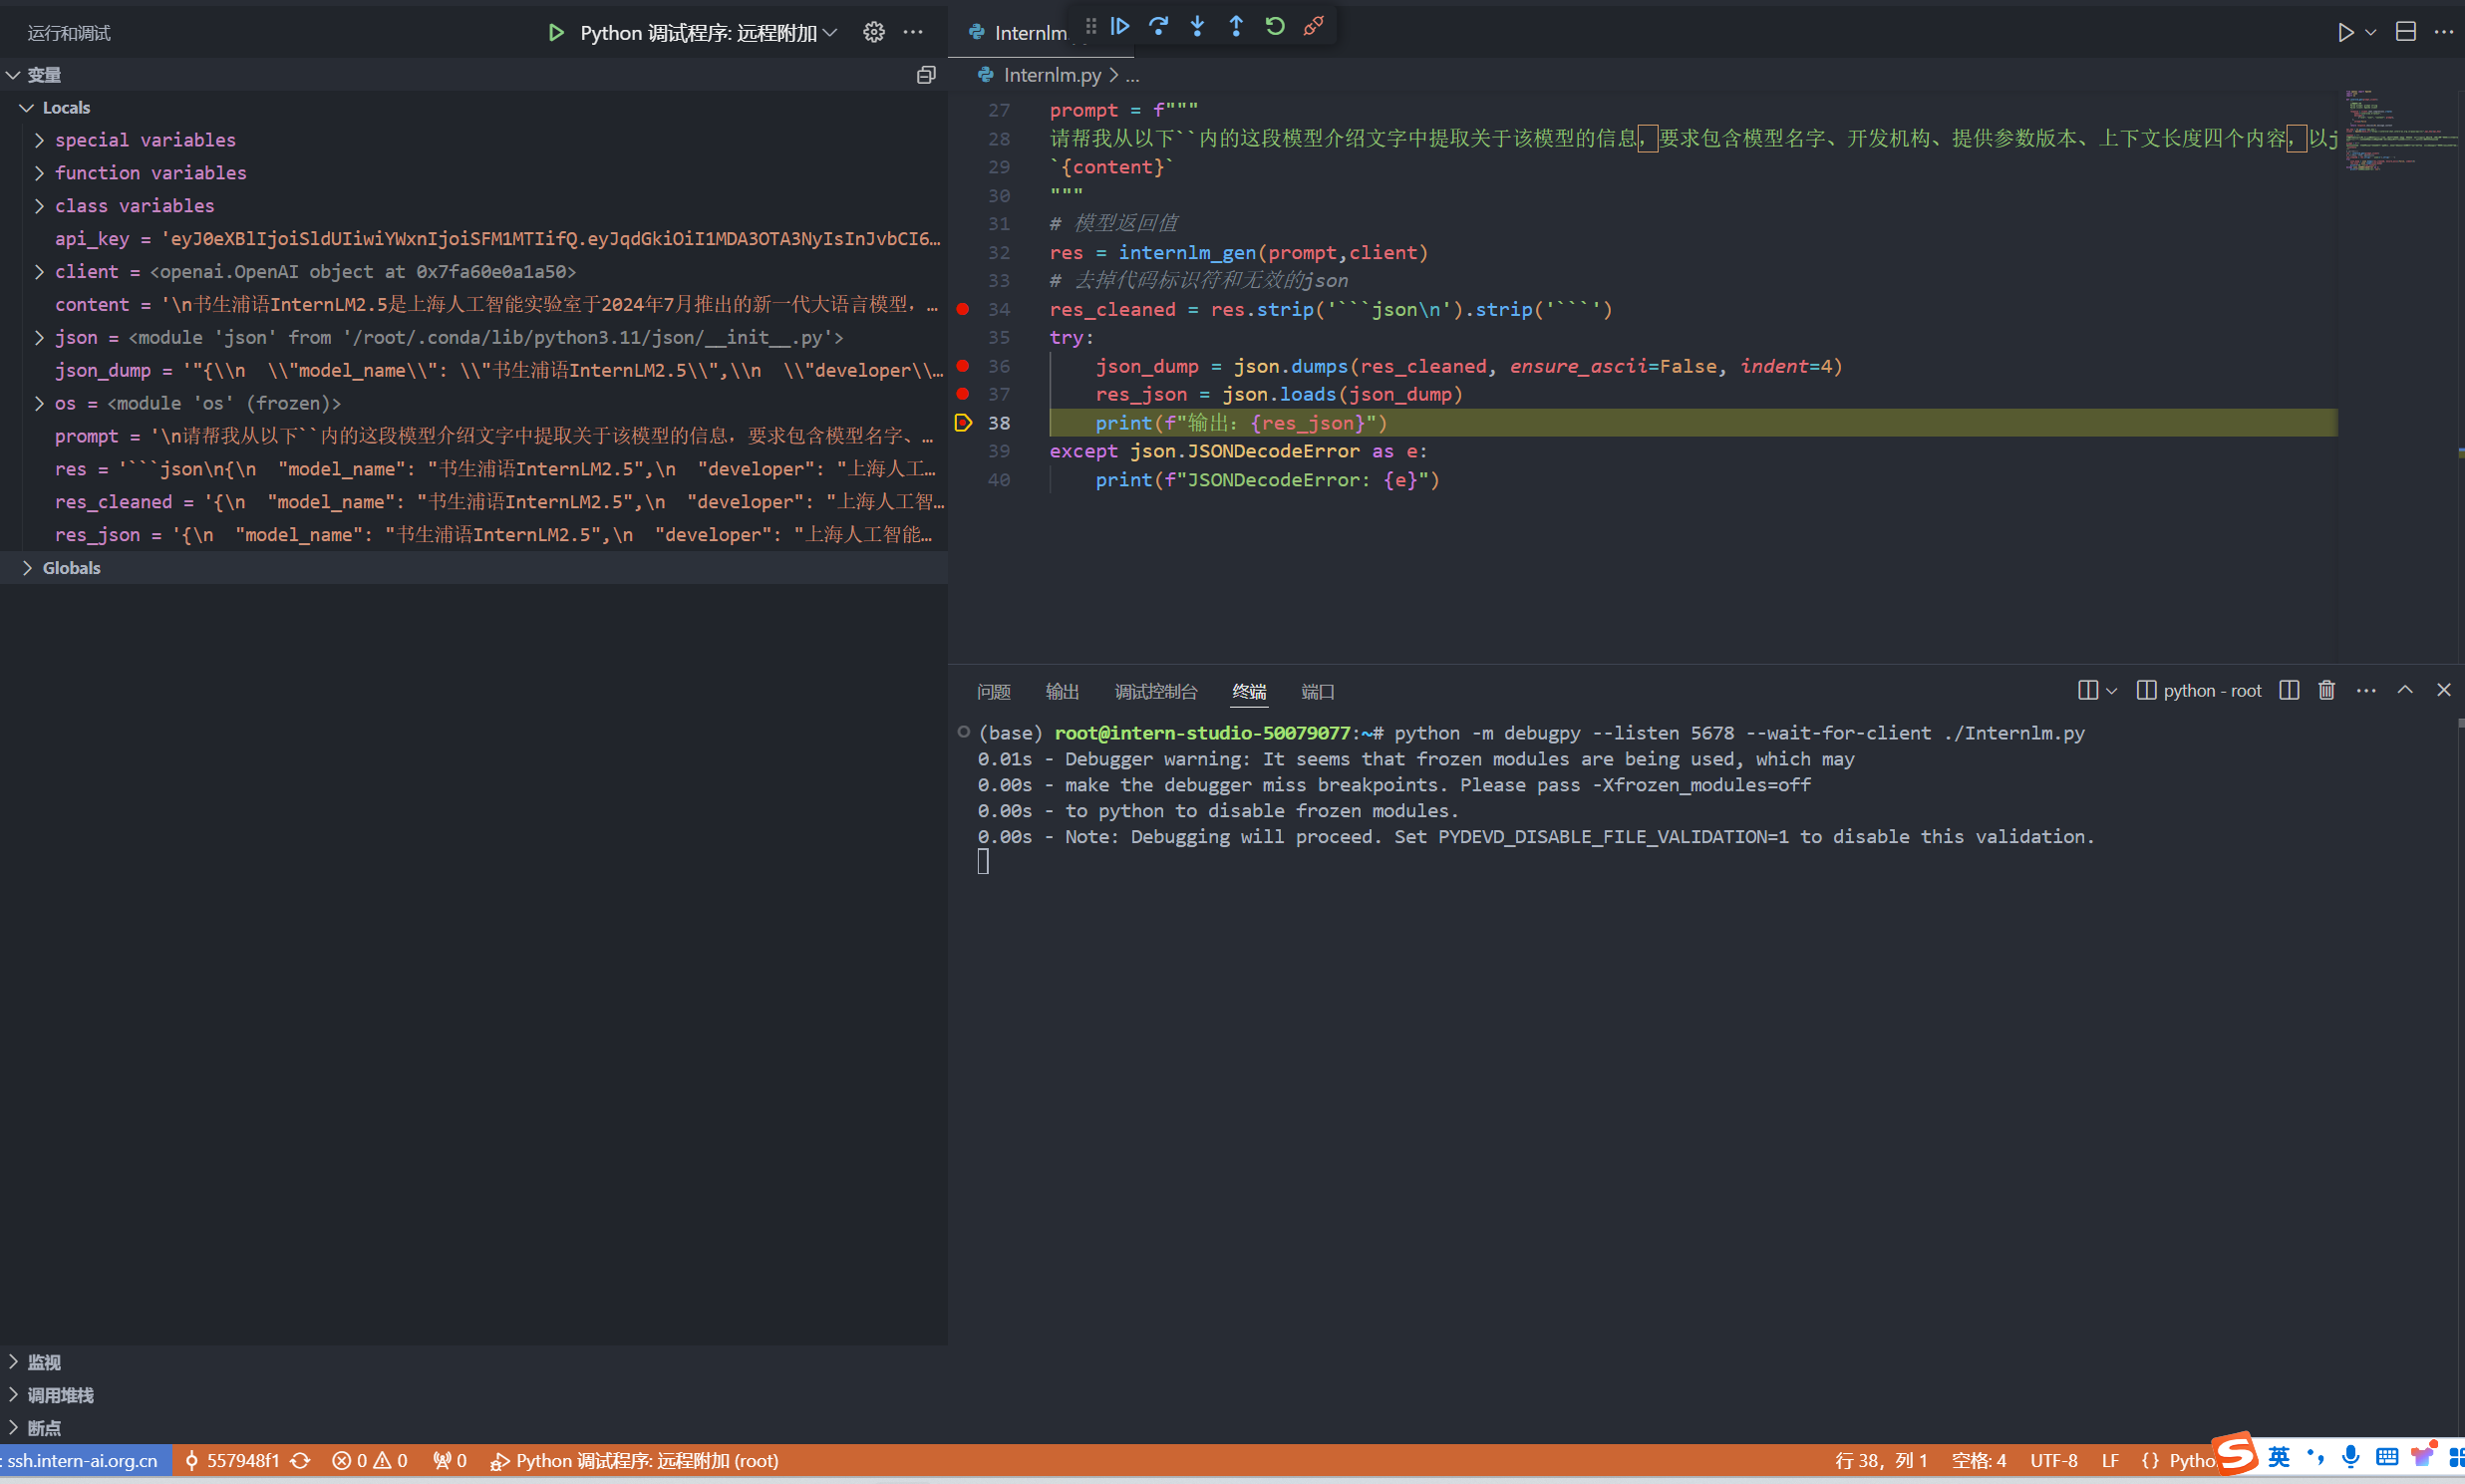 运行和调试
Python 调试程序: 远程附加
变量
Locals
special variables
function variables
class variables
api_key = 'eyJ0eXBlIjoiSldUIiwiYWxnIjoiSFM1MTIifQ.eyJqdGkiOiI1MDA3OTA3NyIsInJvbCI6…
client = <openai.OpenAI object at 0x7fa60e0a1a50>
content = '\n书生浦语InternLM2.5是上海人工智能实验室于2024年7月推出的新一代大语言模型，…
json = <module 'json' from '/root/.conda/lib/python3.11/json/__init__.py'>
json_dump = '"{\\n  \\"model_name\\": \\"书生浦语InternLM2.5\\",\\n  \\"developer\\…
os = <module 'os' (frozen)>
prompt = '\n请帮我从以下``内的这段模型介绍文字中提取关于该模型的信息，要求包含模型名字、…
res = '```json\n{\n  "model_name": "书生浦语InternLM2.5",\n  "developer": "上海人工…
res_cleaned = '{\n  "model_name": "书生浦语InternLM2.5",\n  "developer": "上海人工智…
res_json = '{\n  "model_name": "书生浦语InternLM2.5",\n  "developer": "上海人工智能…
Globals
监视
调用堆栈
断点
Internlm.
Internlm.py > ...
27 prompt = f"""
28 请帮我从以下``内的这段模型介绍文字中提取关于该模型的信息，要求包含模型名字、开发机构、提供参数版本、上下文长度四个内容，以j
29 `{content}`
30 """
31 # 模型返回值
32 res = internlm_gen(prompt,client)
33 # 去掉代码标识符和无效的json
34 res_cleaned = res.strip('```json\n').strip('```')
35 try:
36     json_dump = json.dumps(res_cleaned, ensure_ascii=False, indent=4)
37     res_json = json.loads(json_dump)
38     print(f"输出: {res_json}")
39 except json.JSONDecodeError as e:
40     print(f"JSONDecodeError: {e}")
问题 输出 调试控制台 终端 端口
python - root
(base) root@intern-studio-50079077:~# python -m debugpy --listen 5678 --wait-for-client ./Internlm.py
0.01s - Debugger warning: It seems that frozen modules are being used, which may
0.00s - make the debugger miss breakpoints. Please pass -Xfrozen_modules=off
0.00s - to python to disable frozen modules.
0.00s - Note: Debugging will proceed. Set PYDEVD_DISABLE_FILE_VALIDATION=1 to disable this validation.
: ssh.intern-ai.org.cn 557948f1 0 0 0 Python 调试程序: 远程附加 (root)
行 38，列 1 空格: 4 UTF-8 LF {} Pytho
S 英